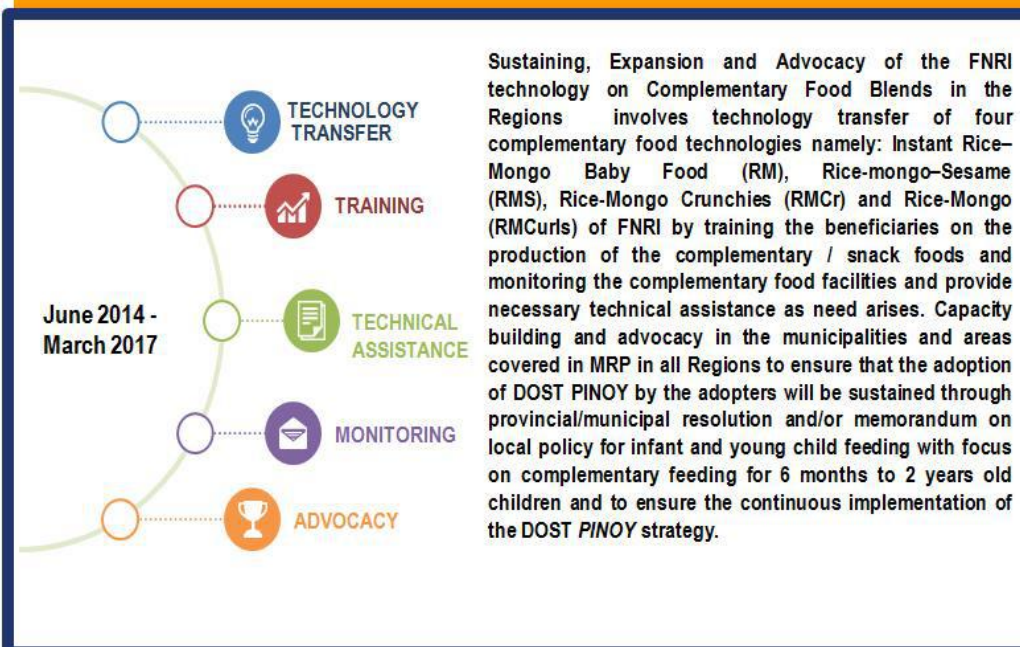 TECHNOLOGY
TRANSFER
TRAINING
June 2014 -
March 2017
TECHNICAL
ASSISTANCE
MONITORING
ADVOCACY
Sustaining, Expansion and Advocacy of the FNRI
technology on Complementary Food Blends in the
Regions involves technology transfer of four
complementary food technologies namely: Instant Rice–
Mongo Baby Food (RM), Rice-mongo–Sesame
(RMS), Rice-Mongo Crunchies (RMCr) and Rice-Mongo
(RMCurls) of FNRI by training the beneficiaries on the
production of the complementary / snack foods and
monitoring the complementary food facilities and provide
necessary technical assistance as need arises. Capacity
building and advocacy in the municipalities and areas
covered in MRP in all Regions to ensure that the adoption
of DOST PINOY by the adopters will be sustained through
provincial/municipal resolution and/or memorandum on
local policy for infant and young child feeding with focus
on complementary feeding for 6 months to 2 years old
children and to ensure the continuous implementation of
the DOST PINOY strategy.